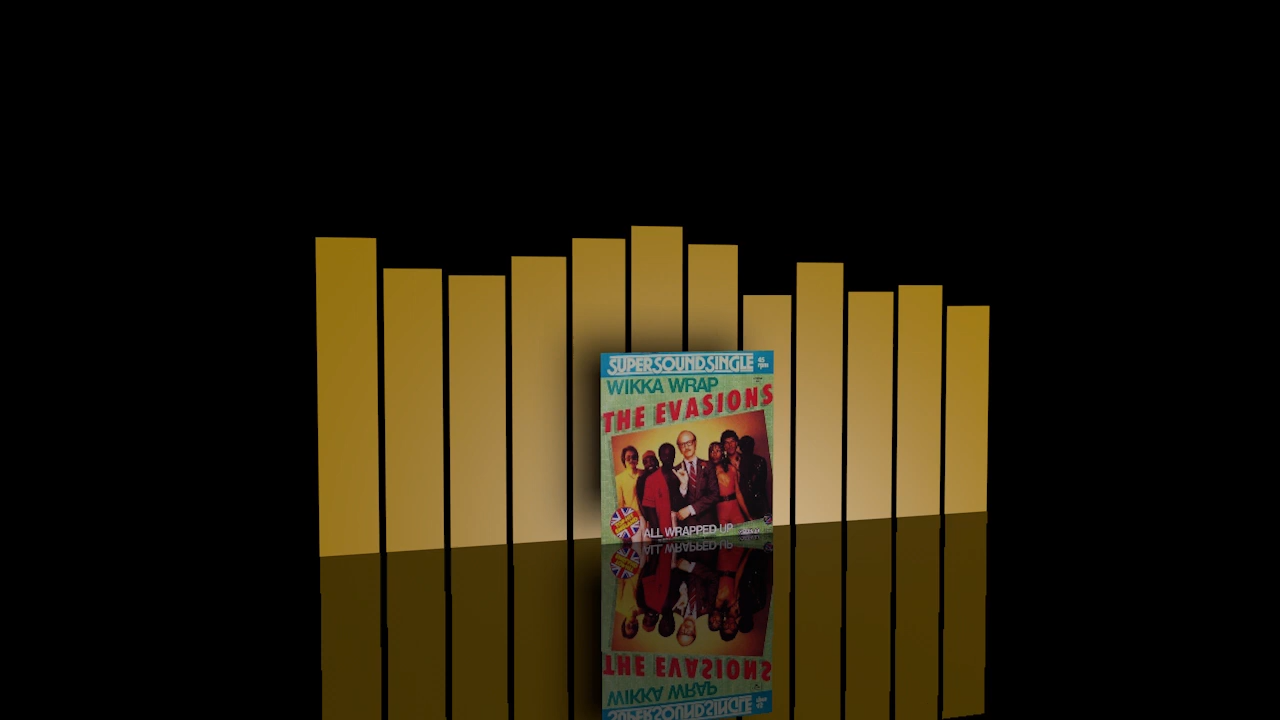 SUPERSOUNDSINGLE
45
rpm
WIKKA WRAP
THE EVASIONS
ALL WRAPPED UP